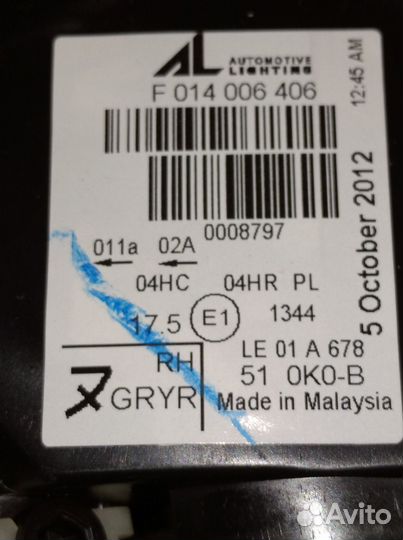 AL AUTOMOTIVE LIGHTING
F 014 006 406
0008797
011a 02A
04HC 04HR PL
17.5 E1 1344
RH
GRYR
LE 01 A 678
51 0K0-B
Made in Malaysia
5 October 2012 12:45 AM
Avito